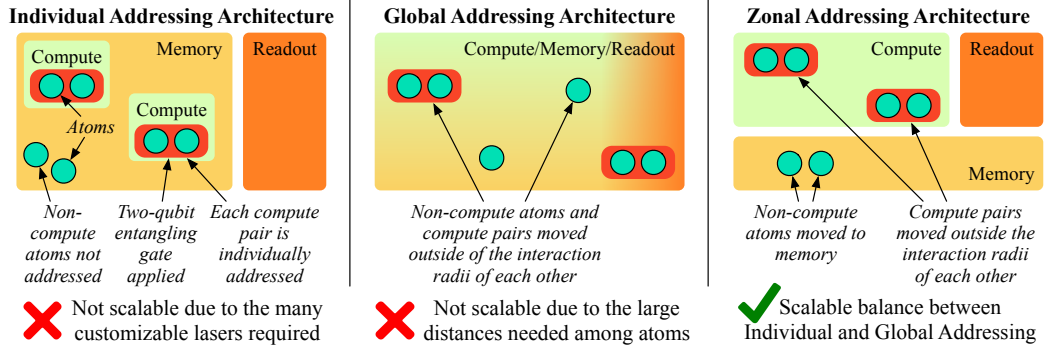 Individual Addressing Architecture
Memory
Readout
Compute
Atoms
Compute
Non-
compute
atoms not
addressed
Two-qubit
entangling
gate
applied
Each compute
pair is
individually
addressed
Not scalable due to the many
customizable lasers required
Global Addressing Architecture
Compute/Memory/Readout
Non-compute atoms and
compute pairs moved
outside of the interaction
radii of each other
Not scalable due to the large
distances needed among atoms
Zonal Addressing Architecture
Compute
Readout
Memory
Non-compute
atoms moved to
memory
Compute pairs
moved outside the
interaction radii
of each other
Scalable balance between
Individual and Global Addressing